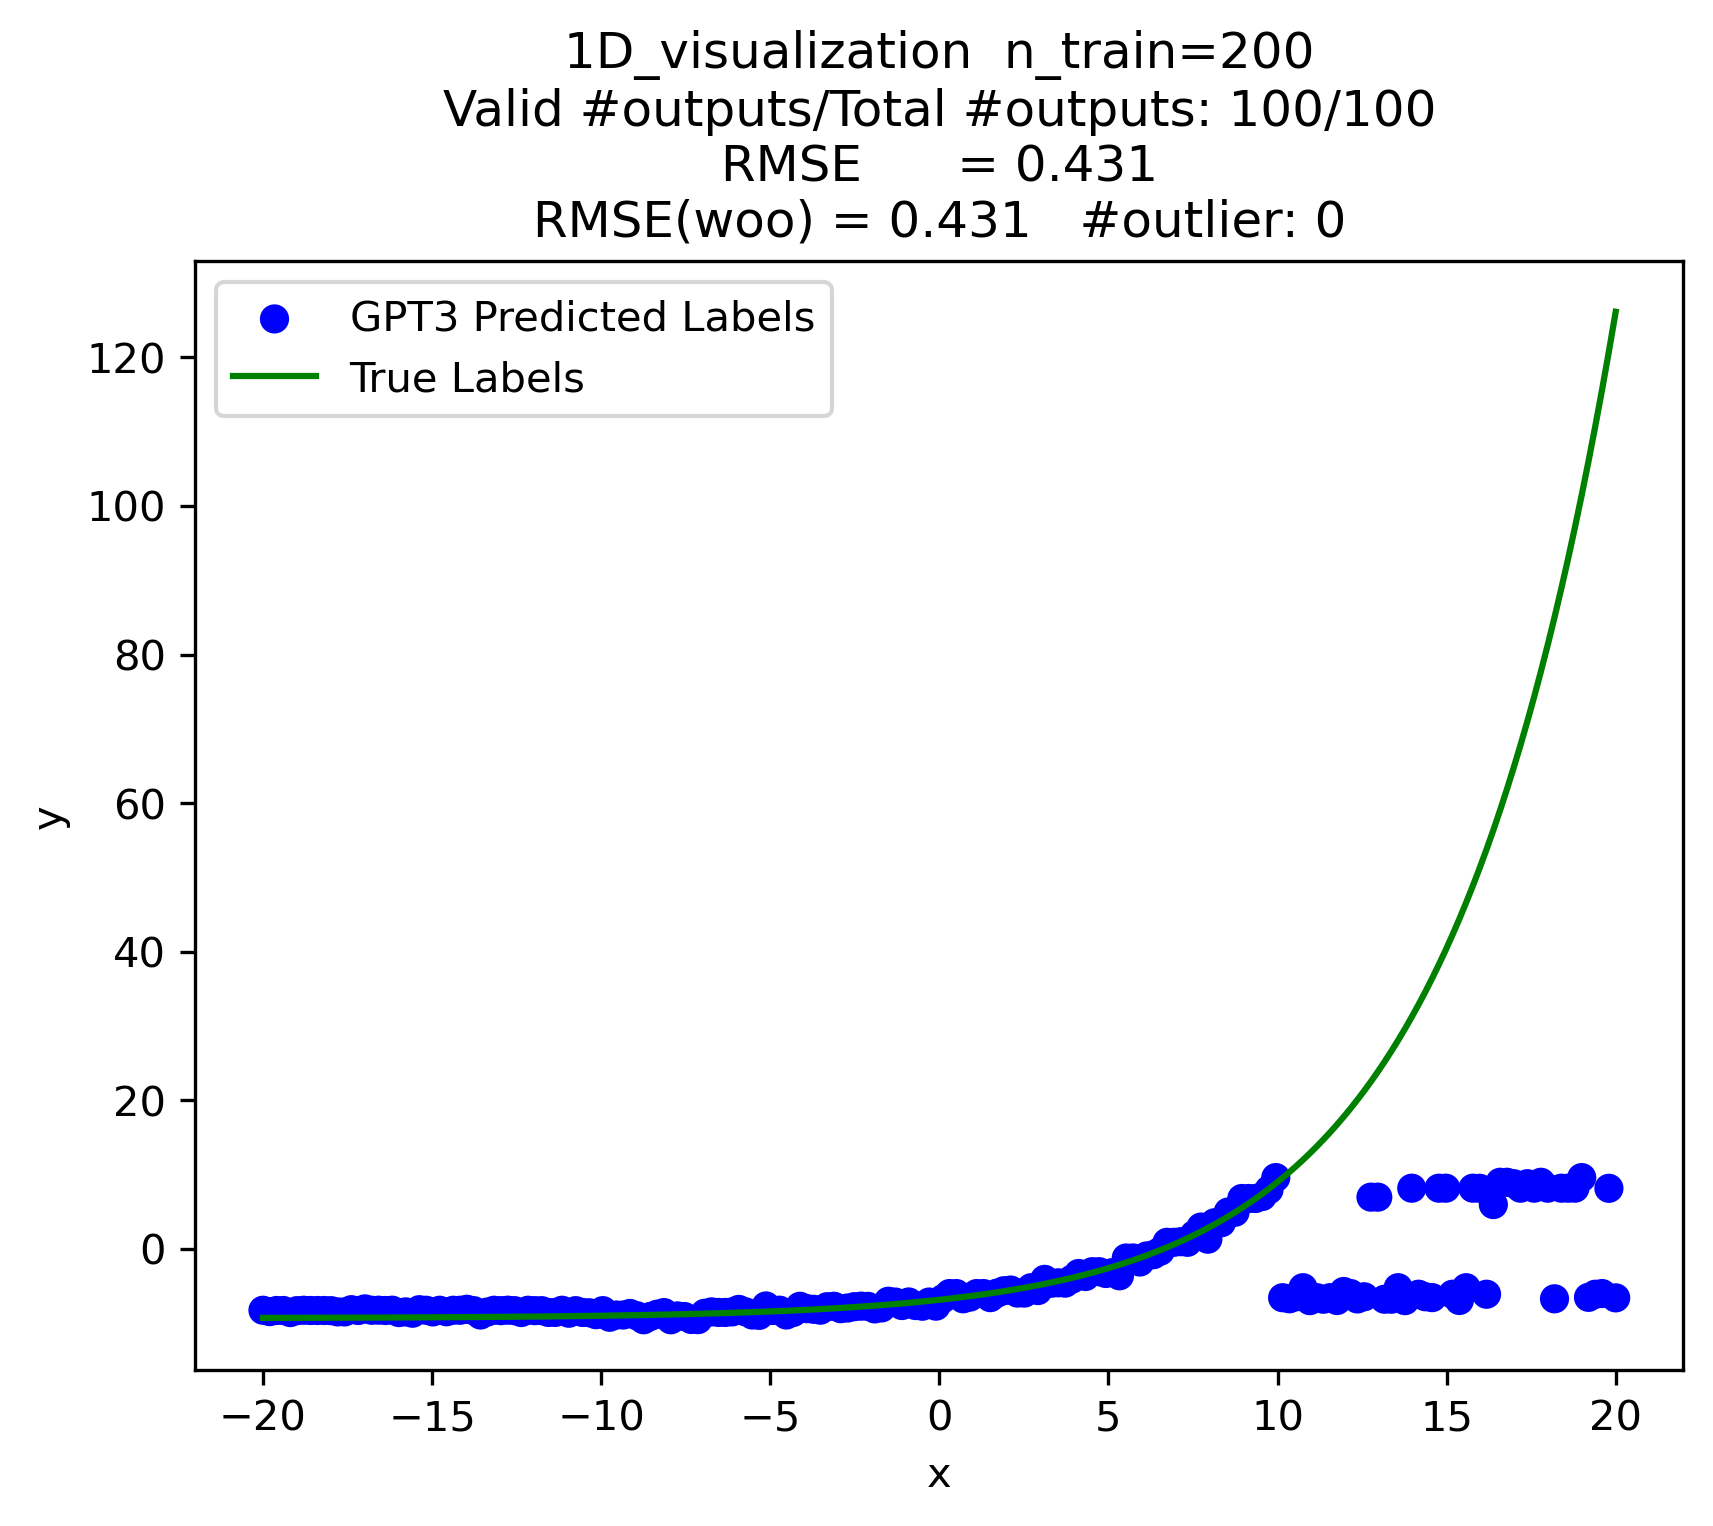 1D_visualization  n_train=200
Valid #outputs/Total #outputs: 100/100
RMSE      = 0.431
RMSE(woo) = 0.431   #outlier: 0
GPT3 Predicted Labels
True Labels
120
100
80
60
40
20
0
y
−20 −15 −10 −5 0 5 10 15 20
x